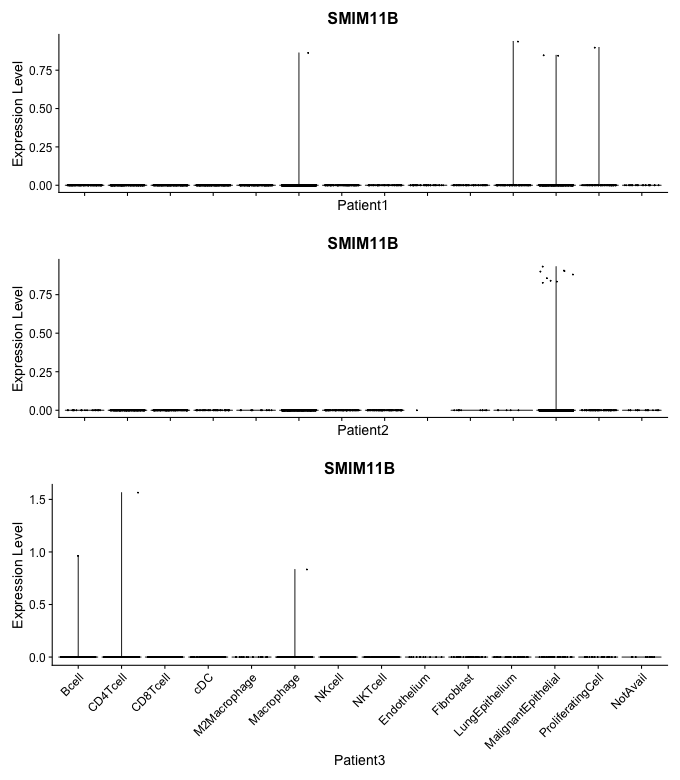 SMIM11B
Expression Level
0.75
0.50
0.25
0.00
Patient1
SMIM11B
Expression Level
0.75
0.50
0.25
0.00
Patient2
SMIM11B
Expression Level
1.5
1.0
0.5
0.0
Bcell
CD4Tcell
CD8Tcell
cDC
M2Macrophage
Macrophage
NKcell
NKTcell
Endothelium
Fibroblast
LungEpithelium
MalignantEpithelial
ProliferatingCell
NotAvail
Patient3